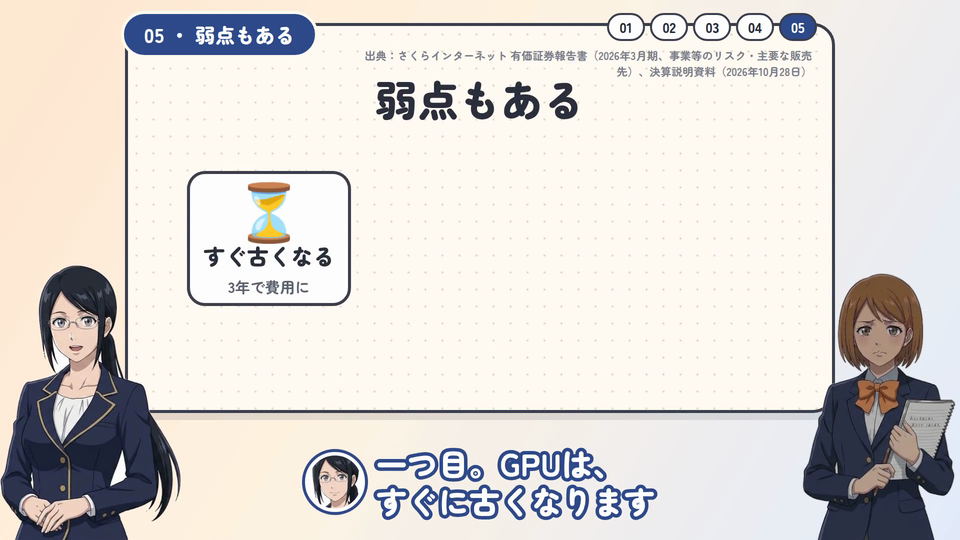 05 ・ 弱点もある
01 02 03 04 05
出典：さくらインターネット 有価証券報告書（2026年3月期、事業等のリスク・主要な販売
先）、決算説明資料（2026年10月28日）
弱点もある
すぐ古くなる
3年で費用に
一つ目。GPUは、
すぐに古くなります